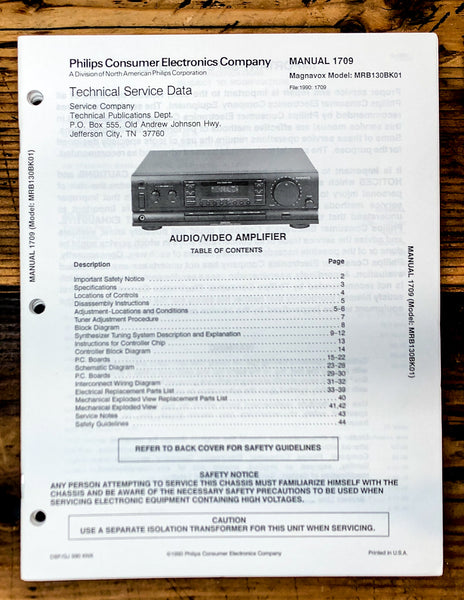 Philips Consumer Electronics Company
A Division of North American Philips Corporation
MANUAL 1709
Magnavox Model: MRB130BK01
File:1990: 1709
Technical Service Data
Service Company
Technical Publications Dept.
P.O. Box 555, Old Andrew Johnson Hwy.
Jefferson City, TN 37760
AUDIO/VIDEO AMPLIFIER
TABLE OF CONTENTS
Description Page
Important Safety Notice 2
Specifications 3
Locations of Controls 4
Disassembly Instructions 5
Adjustment-Locations and Conditions 5-6
Tuner Adjustment Procedure 7
Block Diagram 8
Synthesizer Tuning System Description and Explanation 9-12
Instructions for Controller Chip 13
Controller Block Diagram 14
P.C. Boards 15-22
Schematic Diagram 23-28
P.C. Boards 29-30
Interconnect Wiring Diagram 31-32
Electrical Replacement Parts List 33-39
Mechanical Exploded View Replacement Parts List 40
Mechanical Exploded View 41,42
Service Notes 43
Safety Guidelines 44
REFER TO BACK COVER FOR SAFETY GUIDELINES
SAFETY NOTICE
ANY PERSON ATTEMPTING TO SERVICE THIS CHASSIS MUST FAMILIARIZE HIMSELF WITH THE
CHASSIS AND BE AWARE OF THE NECESSARY SAFETY PRECAUTIONS TO BE USED WHEN
SERVICING ELECTRONIC EQUIPMENT CONTAINING HIGH VOLTAGES.
CAUTION
USE A SEPARATE ISOLATION TRANSFORMER FOR THIS UNIT WHEN SERVICING.
©1990 Philips Consumer Electronics Company
Printed in U.S.A.
MANUAL 1709 (Model: MRB130BK01)
MANUAL 1709 (Model: MRB130BK01)